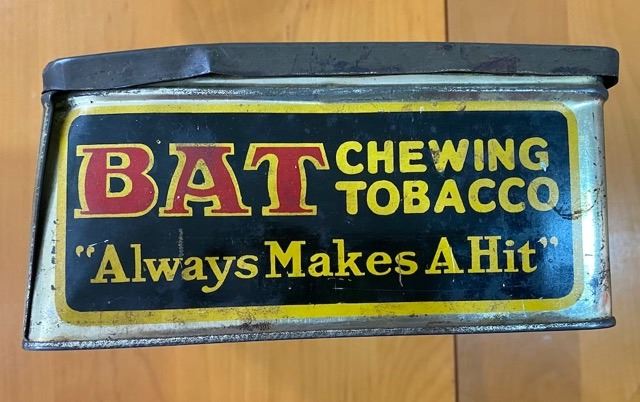 BAT CHEWING TOBACCO
"Always Makes A Hit"